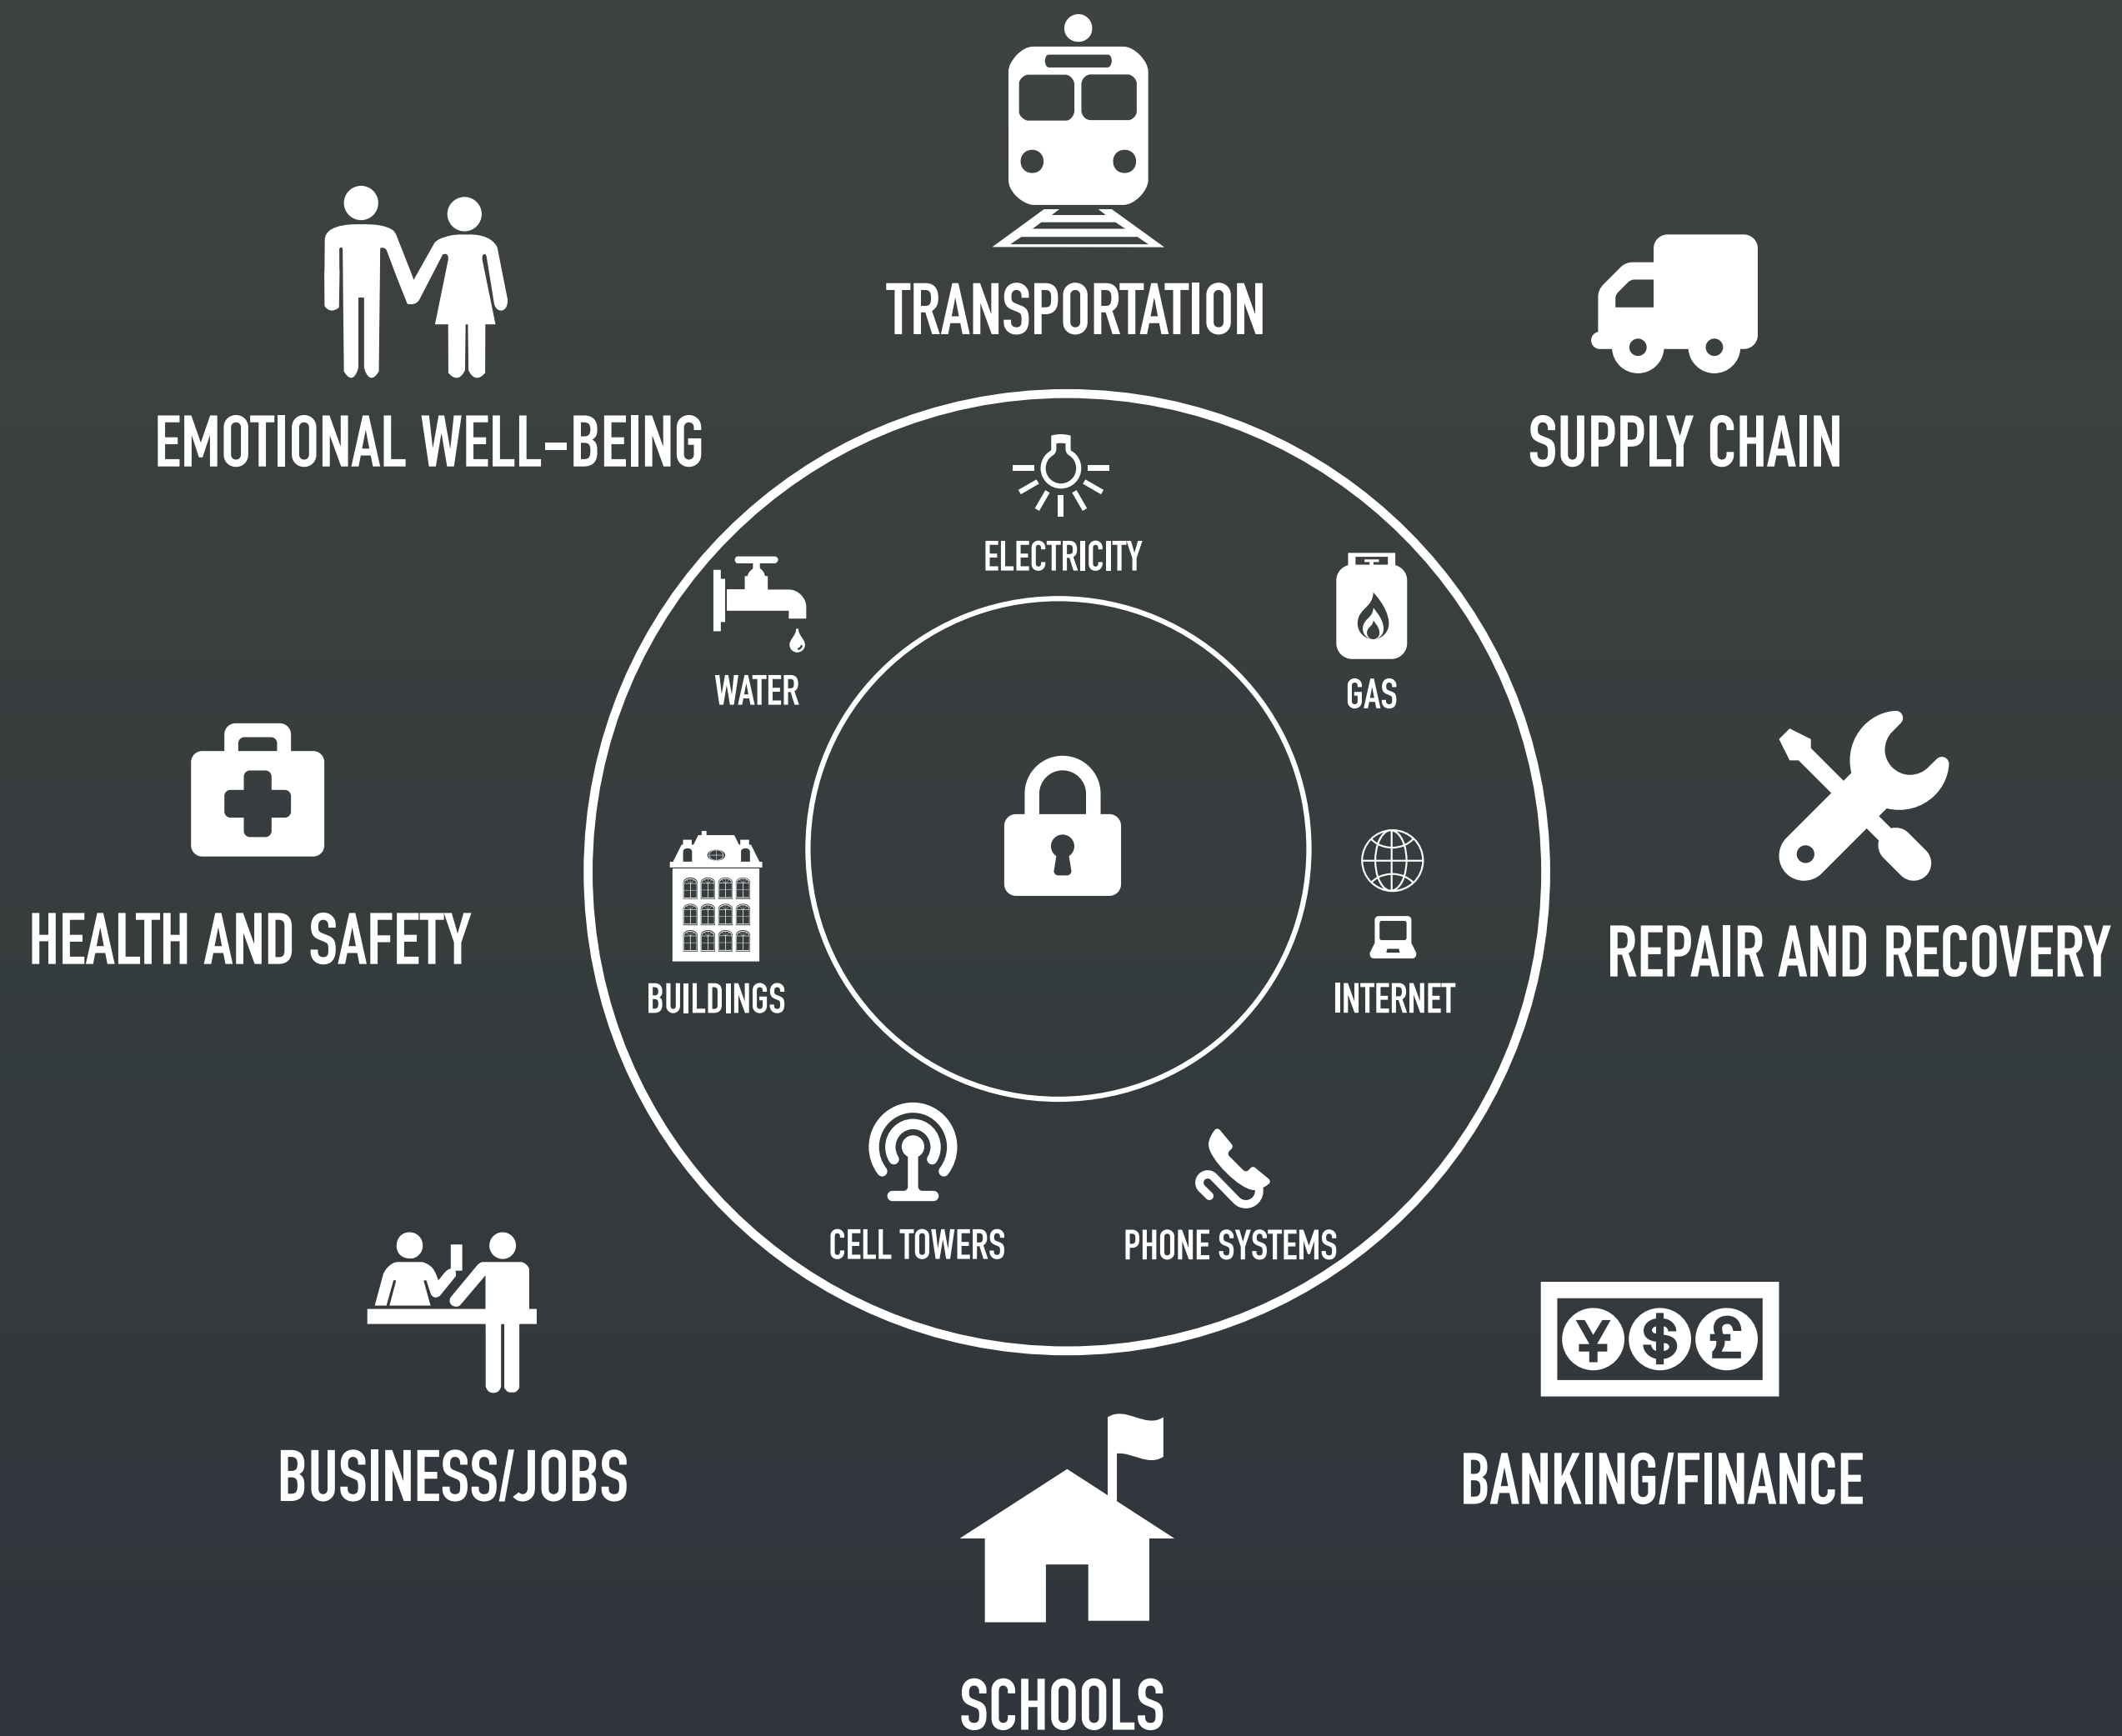 TRANSPORTATION
EMOTIONAL WELL-BEING
SUPPLY CHAIN
ELECTRICITY
WATER
GAS
HEALTH AND SAFETY
REPAIR AND RECOVERY
BUILDINGS
INTERNET
CELL TOWERS
PHONE SYSTEMS
¥ $ £
BUSINESS/JOBS
BANKING/FINANCE
SCHOOLS